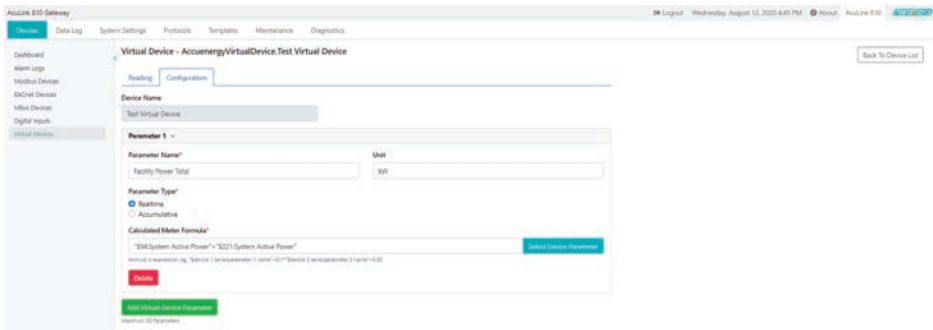 AcuLink 810 Gateway
Logout Wednesday August 12, 2020 4:49 PM About AcuLink 810 ACCUENERGY
Devices Data Log System Settings Protocols Templates Maintenance Diagnostics
Dashboard
Alarm Logs
Modbus Devices
BACnet Devices
MBus Devices
Digital Inputs
Virtual Devices
Virtual Device - AccuenergyVirtualDevice.Test Virtual Device
Back To Device List
Reading Configuration
Device Name
Test Virtual Device
Parameter 1
Parameter Name* Unit
Facility Power Total kW
Parameter Type*
Realtime
Accumulative
Calculated Meter Formula*
Select Device Parameter
Delete
Add Virtual Device Parameter
Maximum 50 Parameters